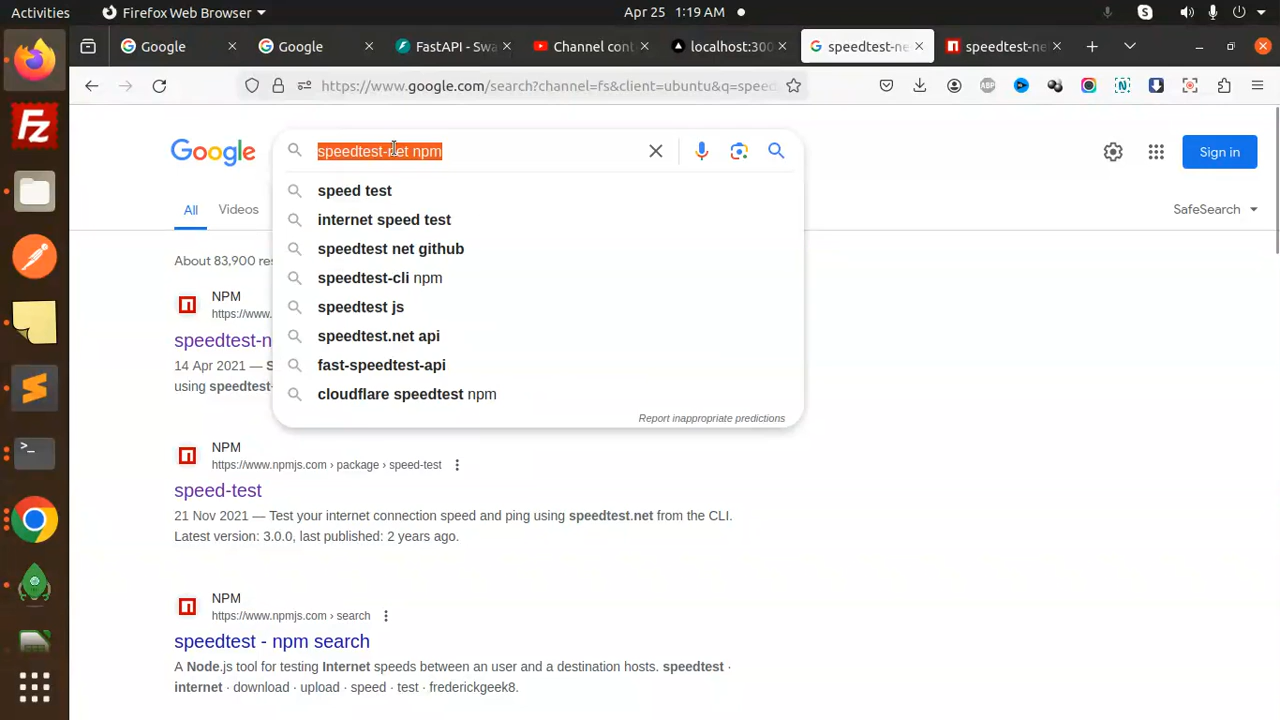 Activities
Firefox Web Browser
Apr 25 1:19 AM
Google
Google
FastAPI - Swa
Channel cont
localhost:300
speedtest-ne
speedtest-ne
https://www.google.com/search?channel=fs&client=ubuntu&q=speed
Google
speedtest-net npm
Sign in
speed test
internet speed test
speedtest net github
speedtest-cli npm
speedtest js
speedtest.net api
fast-speedtest-api
cloudflare speedtest npm
Report inappropriate predictions
All
Videos
SafeSearch
About 83,900 res
NPM
https://www.
speedtest-n
14 Apr 2021 — S
using speedtest-
NPM
https://www.npmjs.com › package › speed-test
speed-test
21 Nov 2021 — Test your internet connection speed and ping using speedtest.net from the CLI.
Latest version: 3.0.0, last published: 2 years ago.
NPM
https://www.npmjs.com › search
speedtest - npm search
A Node.js tool for testing Internet speeds between an user and a destination hosts. speedtest ·
internet · download · upload · speed · test · frederickgeek8.